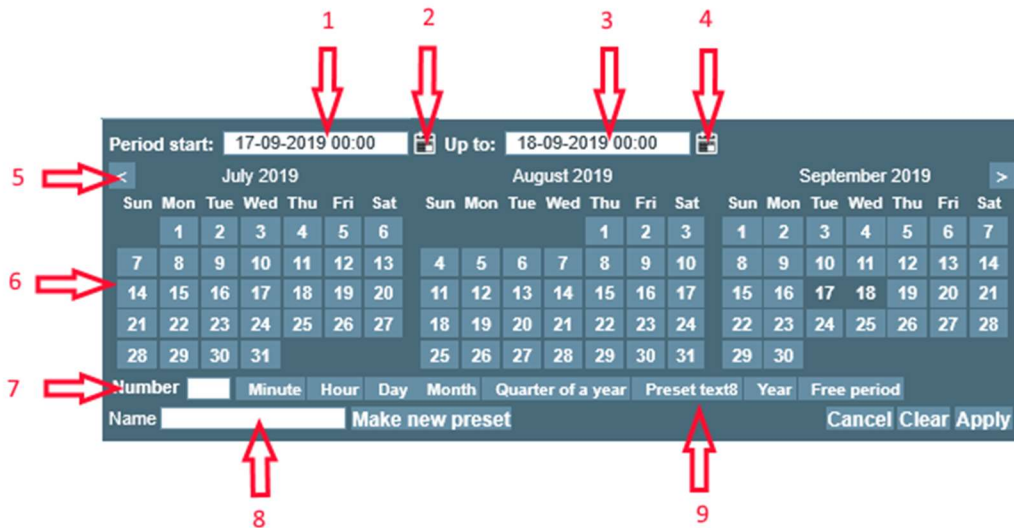 1 2 3 4
Period start: 17-09-2019 00:00 Up to: 18-09-2019 00:00
5 < July 2019 August 2019 September 2019 >
Sun Mon Tue Wed Thu Fri Sat Sun Mon Tue Wed Thu Fri Sat Sun Mon Tue Wed Thu Fri Sat
1 2 3 4 5 6 1 2 3 1 2 3 4 5 6 7
7 8 9 10 11 12 13 4 5 6 7 8 9 10 8 9 10 11 12 13 14
6 14 15 16 17 18 19 20 11 12 13 14 15 16 17 15 16 17 18 19 20 21
21 22 23 24 25 26 27 18 19 20 21 22 23 24 22 23 24 25 26 27 28
28 29 30 31 25 26 27 28 29 30 31 29 30
7 Number Minute Hour Day Month Quarter of a year Preset text8 Year Free period
Name Make new preset Cancel Clear Apply
8 9